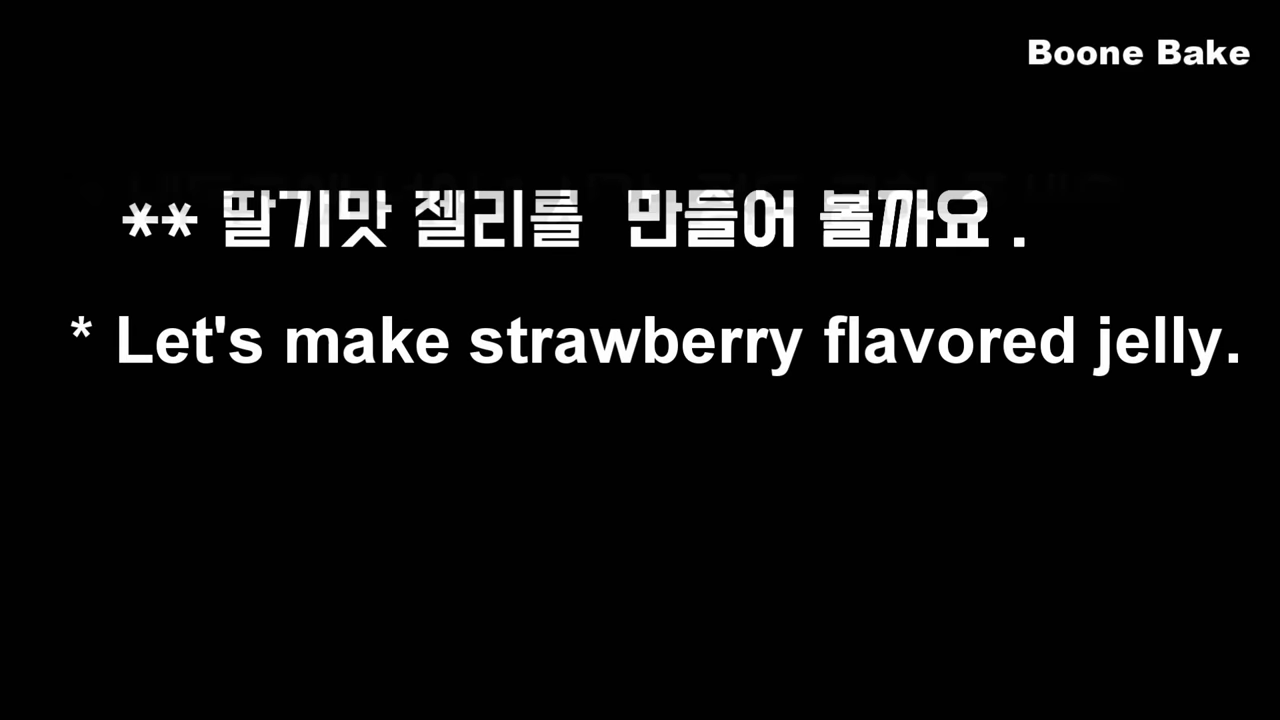 Boone Bake
** 딸기맛 젤리를 만들어 볼까요 .
* Let's make strawberry flavored jelly.